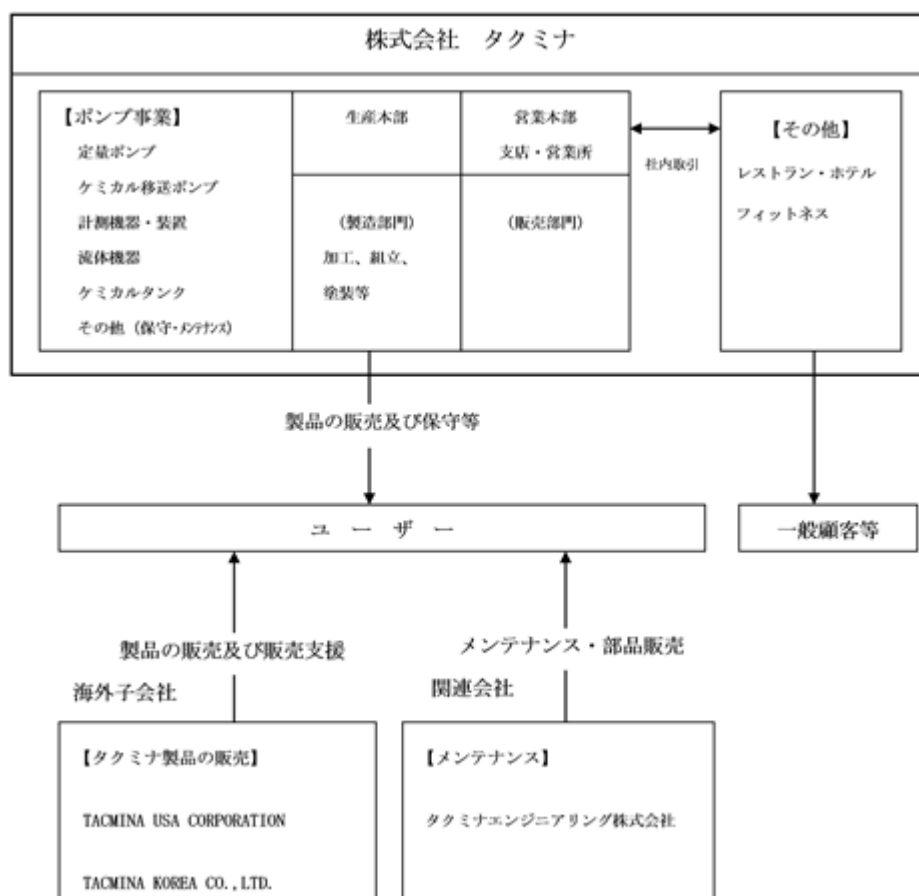 株式会社　タクミナ
【ポンプ事業】
定量ポンプ
ケミカル移送ポンプ
計測機器・装置
流体機器
ケミカルタンク
その他（保守・メンテナンス）
生産本部
（製造部門）
加工、組立、
塗装等
営業本部
支店・営業所
（販売部門）
社内取引
【その他】
レストラン・ホテル
フィットネス
製品の販売及び保守等
ユーザー
一般顧客等
製品の販売及び販売支援
海外子会社
メンテナンス・部品販売
関連会社
【タクミナ製品の販売】
TACMINA USA CORPORATION
TACMINA KOREA CO.,LTD.
【メンテナンス】
タクミナエンジニアリング株式会社